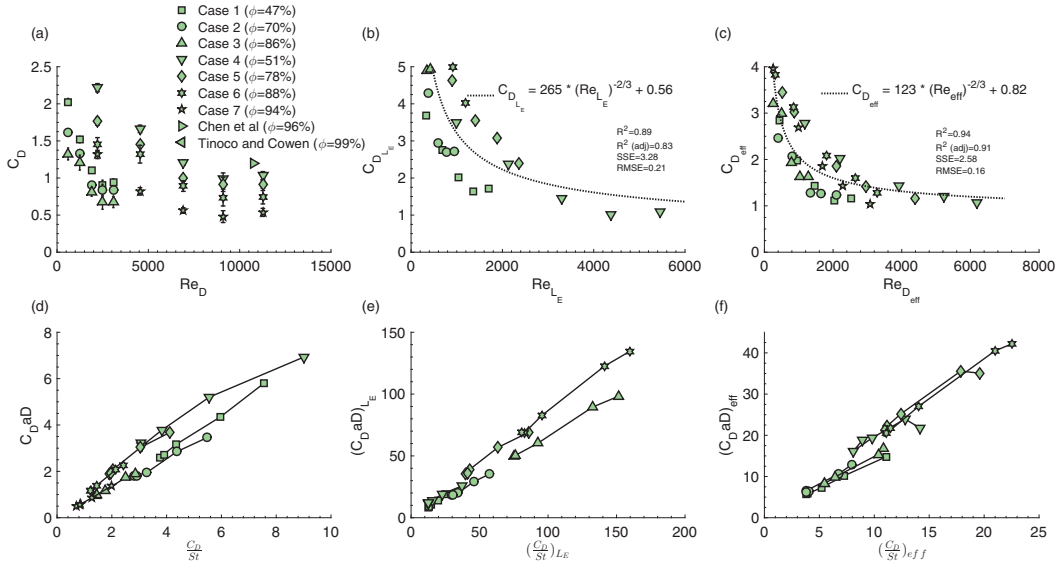 (a)
Case 1 (ϕ=47%)
Case 2 (ϕ=70%)
Case 3 (ϕ=86%)
Case 4 (ϕ=51%)
Case 5 (ϕ=78%)
Case 6 (ϕ=88%)
Case 7 (ϕ=94%)
Chen et al (ϕ=96%)
Tinoco and Cowen (ϕ=99%)
2.5
2
1.5
1
0.5
0
C_D
0 5000 10000 15000
Re_D
(b)
5
4
3
2
1
0
C_{D_{L_E}}
C_{D_{L_E}} = 265 * (Re_{L_E})^{-2/3} + 0.56
R²=0.89
R² (adj)=0.83
SSE=3.28
RMSE=0.21
0 2000 4000 6000
Re_{L_E}
(c)
4
3
2
1
0
C_{D_{eff}}
C_{D_{eff}} = 123 * (Re_{eff})^{-2/3} + 0.82
R²=0.94
R² (adj)=0.91
SSE=2.58
RMSE=0.16
0 2000 4000 6000 8000
Re_{D_{eff}}
(d)
8
6
4
2
0
C_D aD
0 2 4 6 8 10
C_D/St
(e)
150
100
50
0
(C_D aD)_{L_E}
0 50 100 150 200
(C_D/St)_{L_E}
(f)
40
30
20
10
0
(C_D aD)_{eff}
0 5 10 15 20 25
(C_D/St)_{eff}